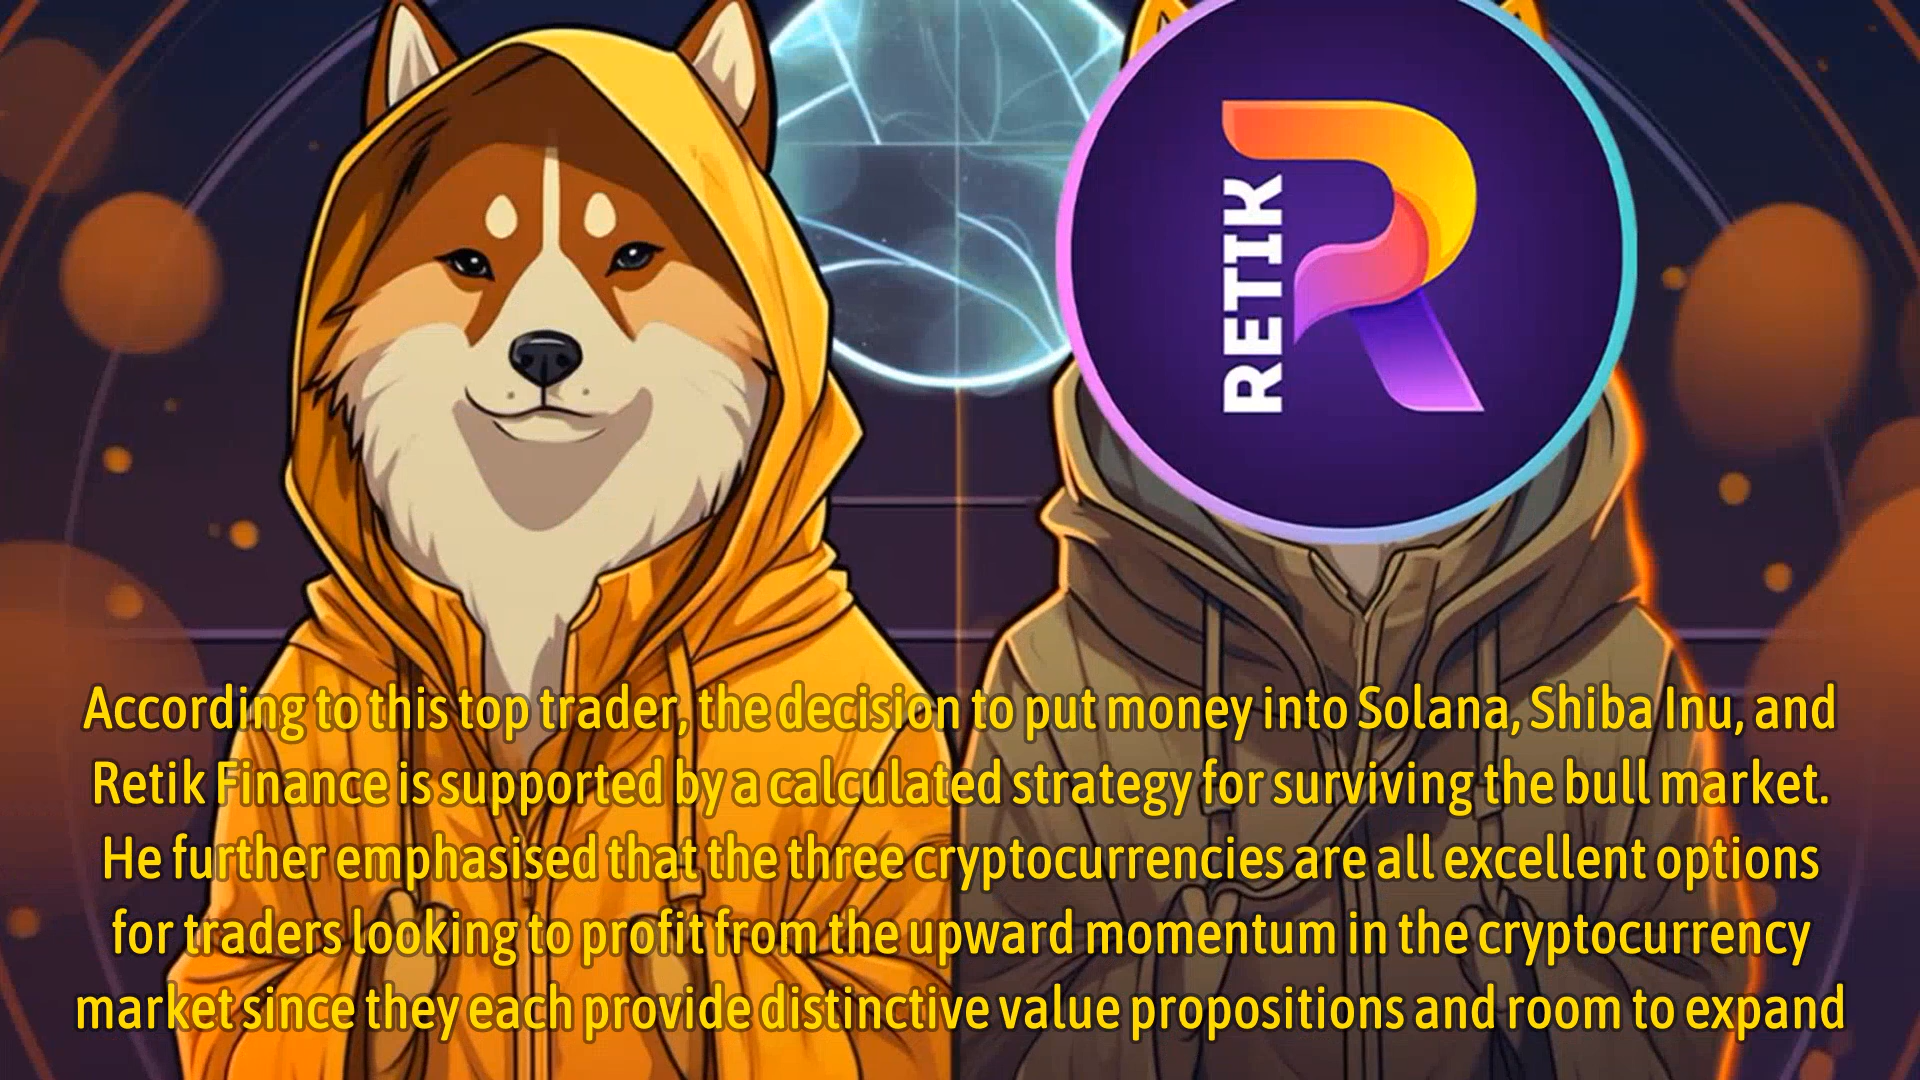 RETIK
According to this top trader, the decision to put money into Solana, Shiba Inu, and
Retik Finance is supported by a calculated strategy for surviving the bull market.
He further emphasised that the three cryptocurrencies are all excellent options
for traders looking to profit from the upward momentum in the cryptocurrency
market since they each provide distinctive value propositions and room to expand